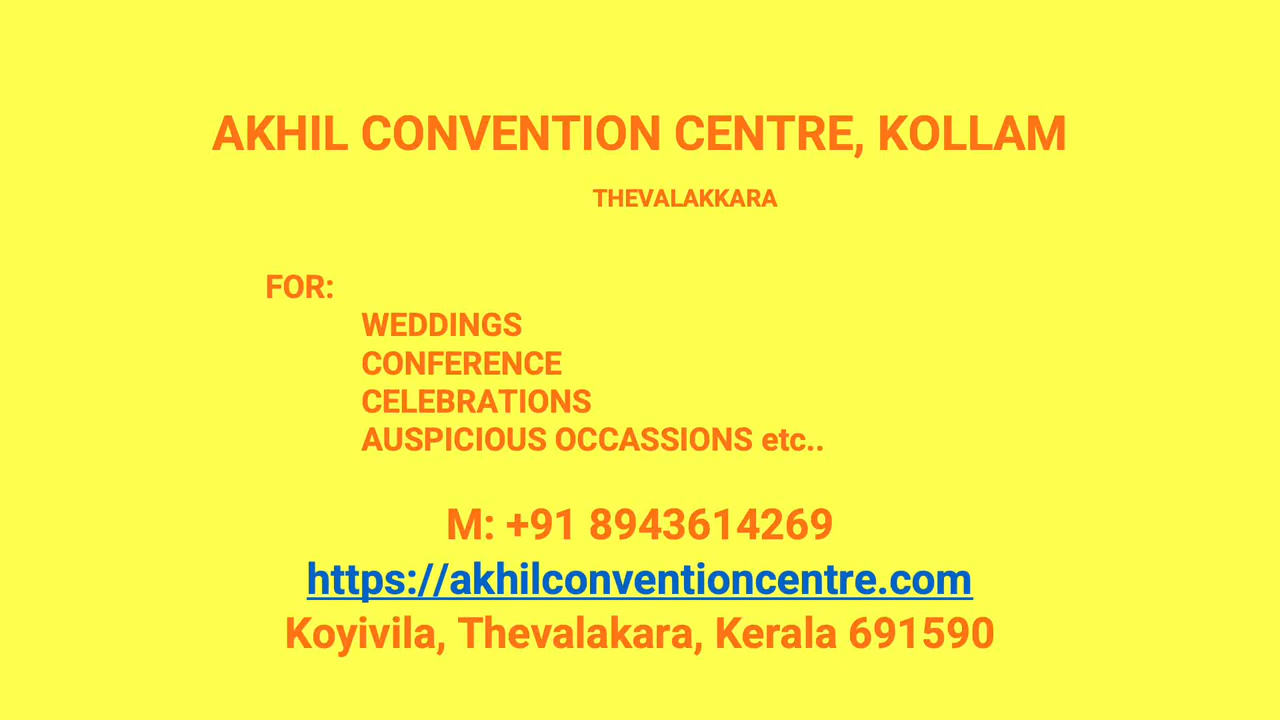 AKHIL CONVENTION CENTRE, KOLLAM
THEVALAKKARA
FOR:
WEDDINGS
CONFERENCE
CELEBRATIONS
AUSPICIOUS OCCASSIONS etc..
M: +91 8943614269
https://akhilconventioncentre.com
Koyivila, Thevalakara, Kerala 691590